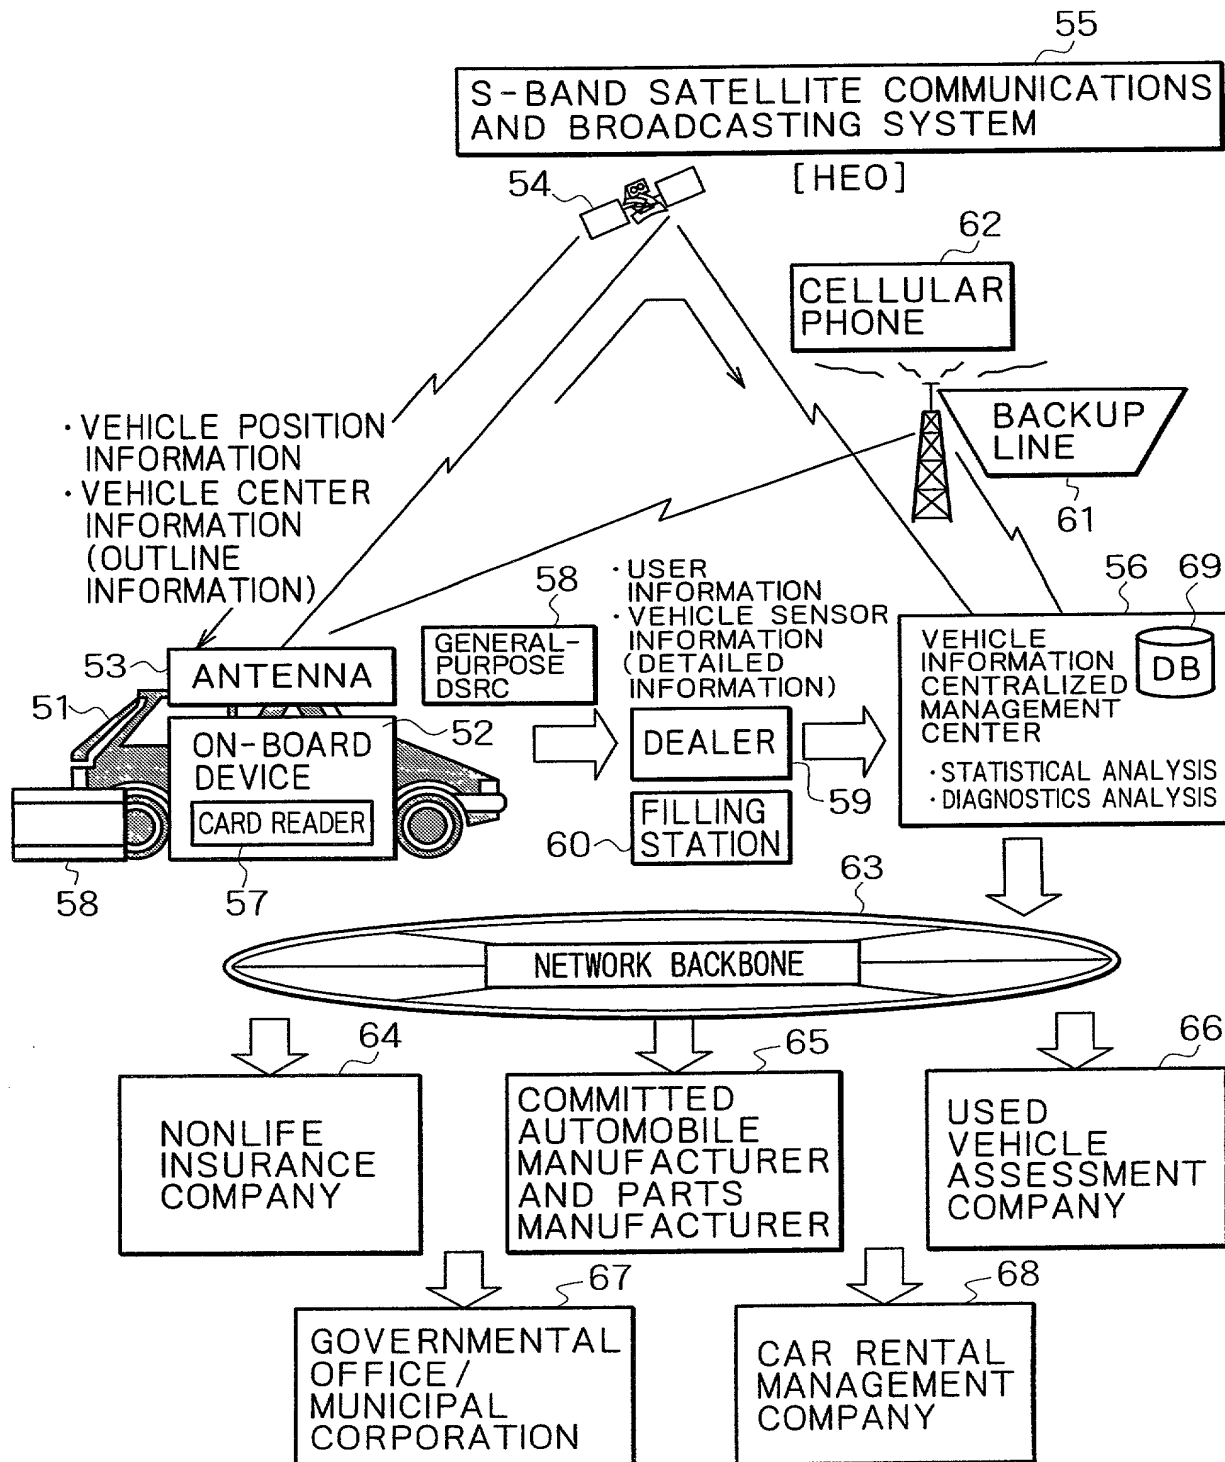 55
S-BAND SATELLITE COMMUNICATIONS
AND BROADCASTING SYSTEM
[HEO]
54
62
CELLULAR
PHONE
BACKUP
LINE
61
· VEHICLE POSITION
INFORMATION
· VEHICLE CENTER
INFORMATION
(OUTLINE
INFORMATION)
58
GENERAL-
PURPOSE
DSRC
· USER
INFORMATION
· VEHICLE SENSOR
INFORMATION
(DETAILED
INFORMATION)
56
69
VEHICLE
INFORMATION
CENTRALIZED
MANAGEMENT
CENTER
DB
· STATISTICAL ANALYSIS
· DIAGNOSTICS ANALYSIS
53
ANTENNA
51
52
ON-BOARD
DEVICE
CARD READER
57
58
DEALER
59
FILLING
STATION
60
63
NETWORK BACKBONE
64
NONLIFE
INSURANCE
COMPANY
65
COMMITTED
AUTOMOBILE
MANUFACTURER
AND PARTS
MANUFACTURER
66
USED
VEHICLE
ASSESSMENT
COMPANY
67
GOVERNMENTAL
OFFICE/
MUNICIPAL
CORPORATION
68
CAR RENTAL
MANAGEMENT
COMPANY